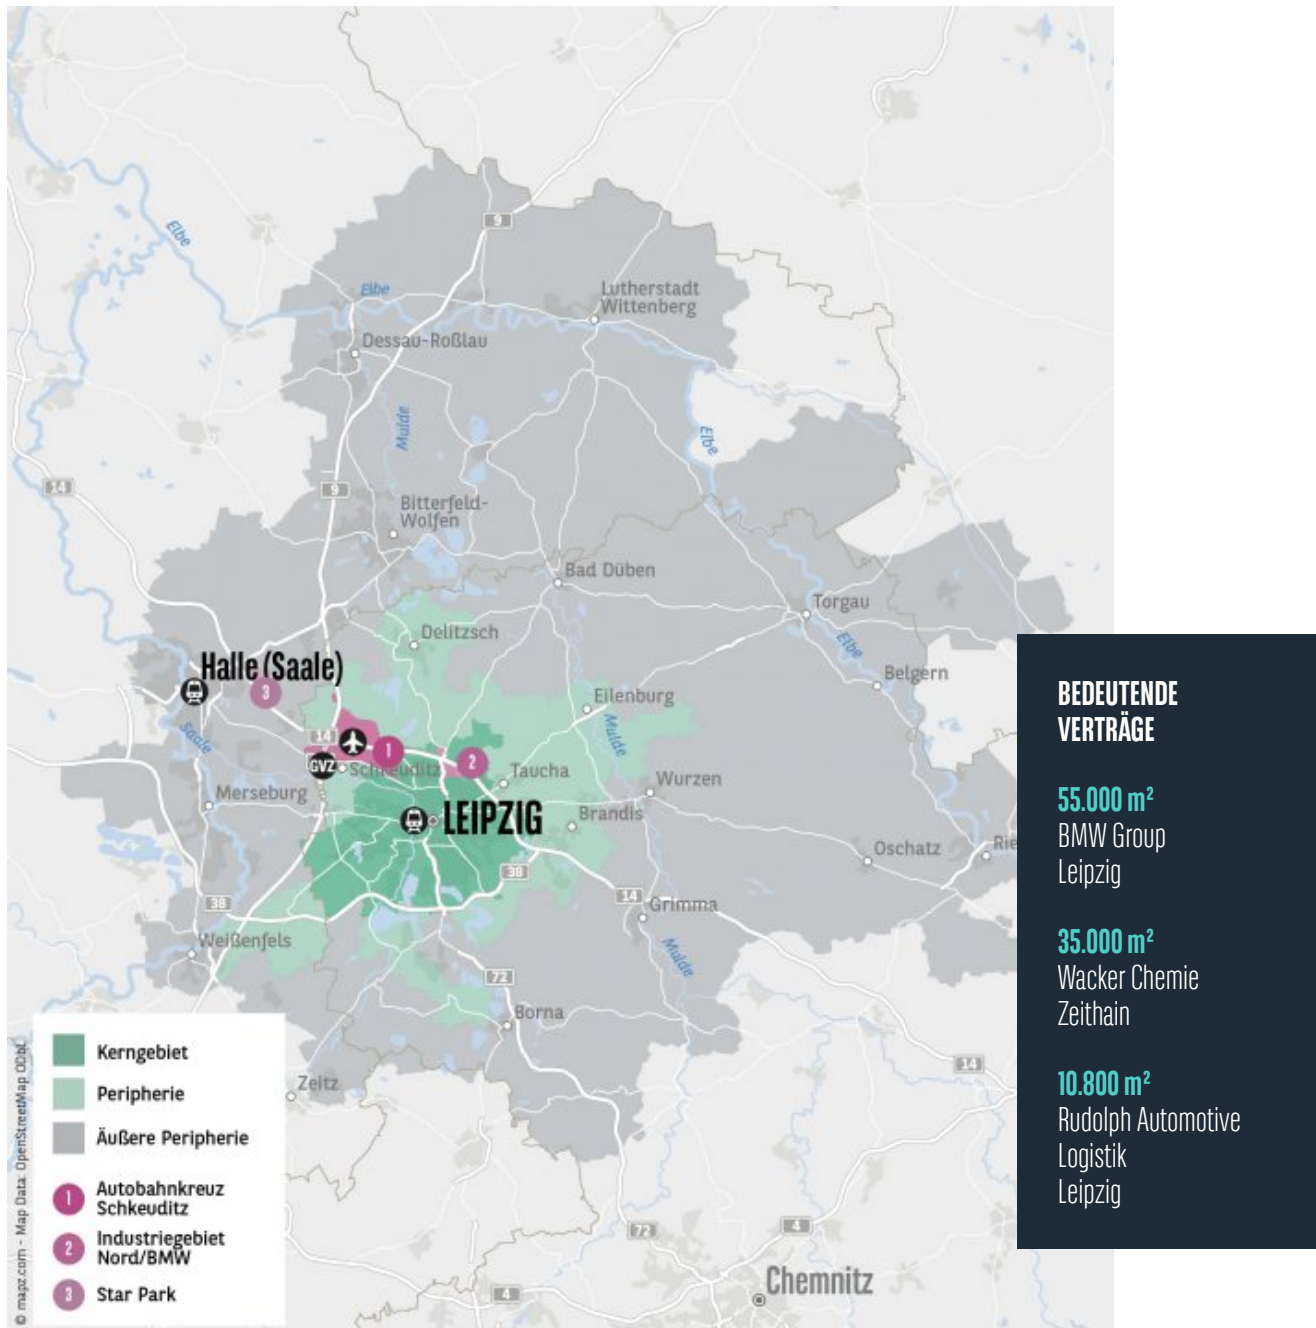 9
Elbe
Elbe
Lutherstadt
Wittenberg
Dessau-Roßlau
Mulde
Elbe
14
9
Bitterfeld-
Wolfen
Bad Düben
Torgau
Delitzsch
Elbe
Halle (Saale)
3
Belgern
Eilenburg
Saale
14
1
Mulde
GVZ
Schkeuditz
2
Taucha
Wurzen
Merseburg
LEIPZIG
Brandis
Oschatz
Rie
38
38
14
Grimma
Weißenfels
Mulde
72
Borna
Zeitz
14
72
4
4
Chemnitz
Kerngebiet
Peripherie
Äußere Peripherie
1 Autobahnkreuz
Schkeuditz
2 Industriegebiet
Nord/BMW
3 Star Park
© mapz.com - Map Data: OpenStreetMap ODbL
BEDEUTENDE
VERTRÄGE
55.000 m²
BMW Group
Leipzig
35.000 m²
Wacker Chemie
Zeithain
10.800 m²
Rudolph Automotive
Logistik
Leipzig